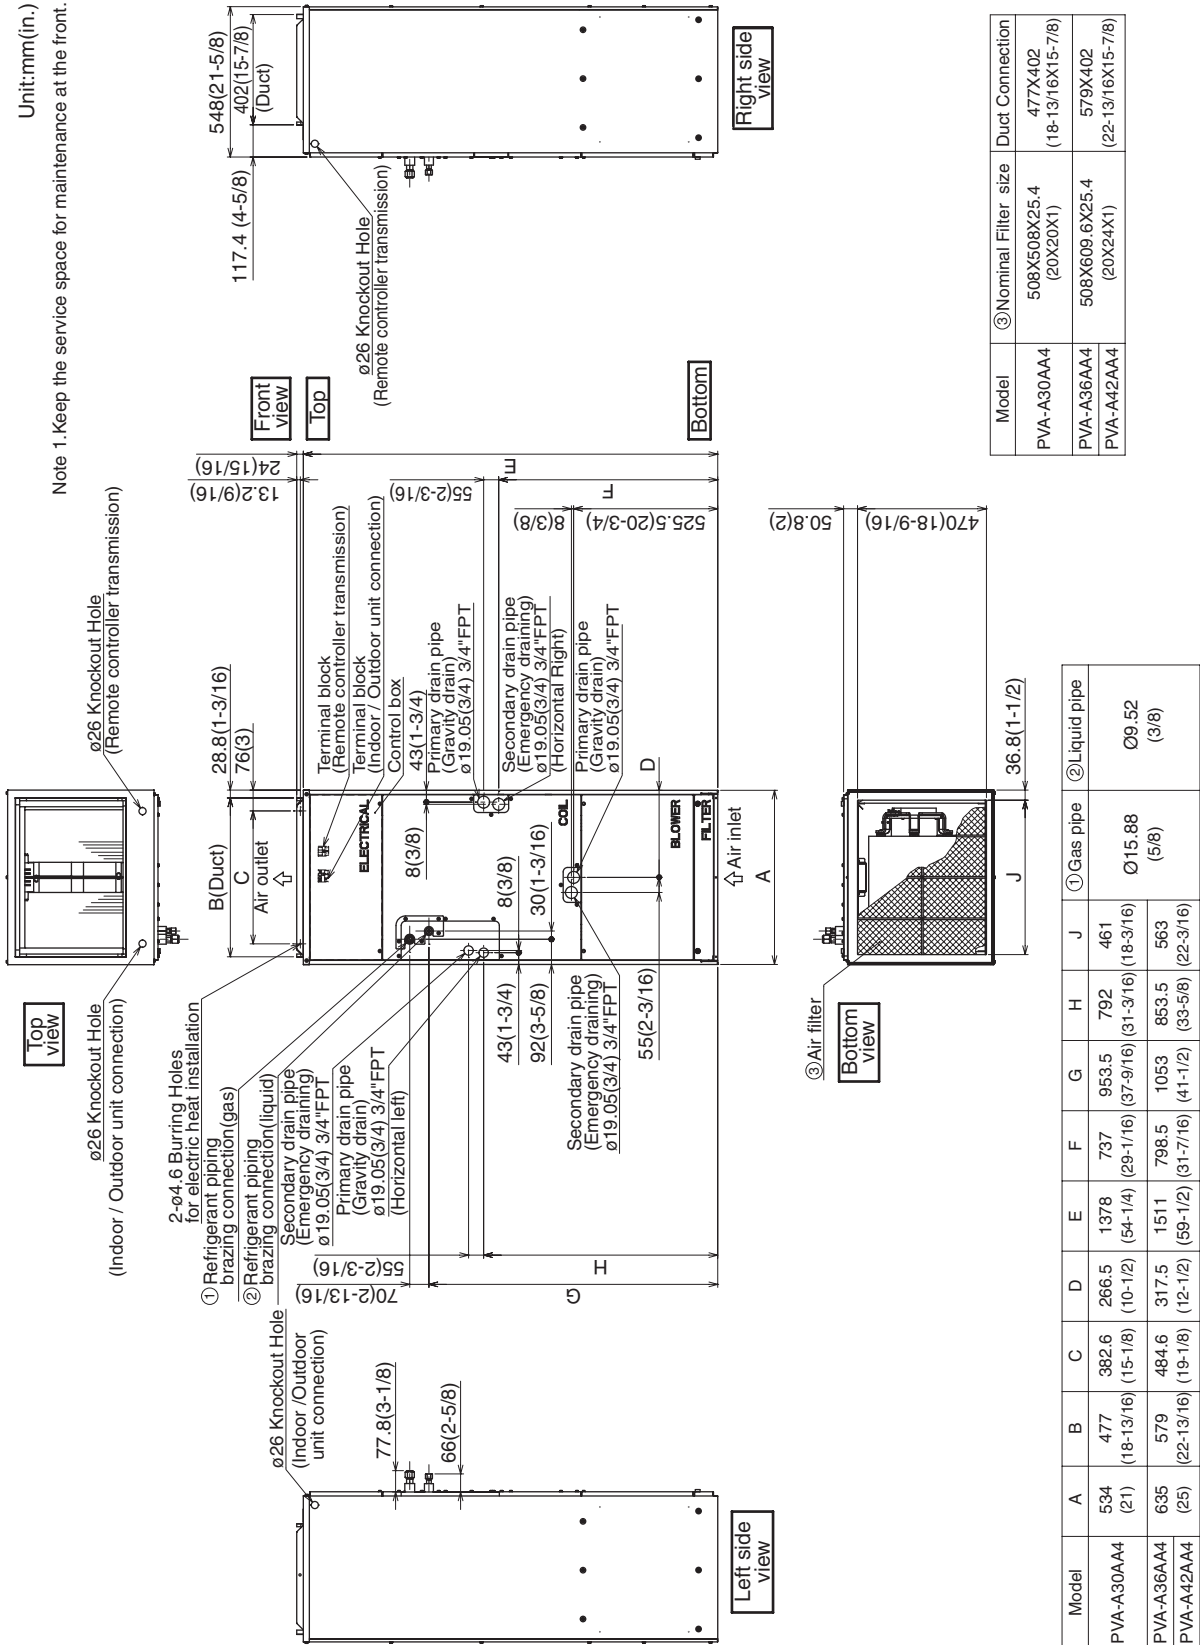 Unit:mm(in.)
Note 1.Keep the service space for maintenance at the front.
Top
view
ø26 Knockout Hole
(Indoor / Outdoor unit connection)
ø26 Knockout Hole
(Remote controller transmission)
Front
view
Top
Bottom
2-ø4.6 Burring Holes
for electric heat installation
①Refrigerant piping
brazing connection(gas)
②Refrigerant piping
brazing connection(liquid)
Secondary drain pipe
(Emergency draining)
ø19.05(3/4) 3/4"FPT
Primary drain pipe
(Gravity drain)
ø19.05(3/4) 3/4"FPT
(Horizontal left)
B(Duct)
28.8(1-3/16)
C
76(3)
Air outlet
24(15/16)
13.2(9/16)
Terminal block
(Remote controller transmission)
Terminal block
(Indoor / Outdoor unit connection)
Control box
43(1-3/4)
Primary drain pipe
(Gravity drain)
ø19.05(3/4) 3/4"FPT
Secondary drain pipe
(Emergency draining)
ø19.05(3/4) 3/4"FPT
(Horizontal Right)
Primary drain pipe
(Gravity drain)
ø19.05(3/4) 3/4"FPT
ELECTRICAL
COIL
BLOWER
FILTER
8(3/8)
8(3/8)
30(1-3/16)
43(1-3/4)
92(3-5/8)
Secondary drain pipe
(Emergency draining)
ø19.05(3/4) 3/4"FPT
55(2-3/16)
D
Air inlet
A
55(2-3/16)
70(2-13/16)
H
G
E
55(2-3/16)
F
8(3/8)
525.5(20-3/4)
ø26 Knockout Hole
(Indoor /Outdoor
unit connection)
77.8(3-1/8)
66(2-5/8)
Left side
view
548(21-5/8)
402(15-7/8)
(Duct)
117.4 (4-5/8)
ø26 Knockout Hole
(Remote controller transmission)
Right side
view
③Air filter
Bottom
view
50.8(2)
470(18-9/16)
36.8(1-1/2)
J
Model ③Nominal Filter size Duct Connection
PVA-A30AA4 508X508X25.4 477X402
(20X20X1) (18-13/16X15-7/8)
PVA-A36AA4 508X609.6X25.4 579X402
PVA-A42AA4 (20X24X1) (22-13/16X15-7/8)
Model A B C D E F G H J ①Gas pipe ②Liquid pipe
PVA-A30AA4 534 477 382.6 266.5 1378 737 953.5 792 461 Ø15.88 Ø9.52
(21) (18-13/16) (15-1/8) (10-1/2) (54-1/4) (29-1/16) (37-9/16) (31-3/16) (18-3/16) (5/8) (3/8)
PVA-A36AA4 635 579 484.6 317.5 1511 798.5 1053 853.5 563
PVA-A42AA4 (25) (22-13/16) (19-1/8) (12-1/2) (59-1/2) (31-7/16) (41-1/2) (33-5/8) (22-3/16)